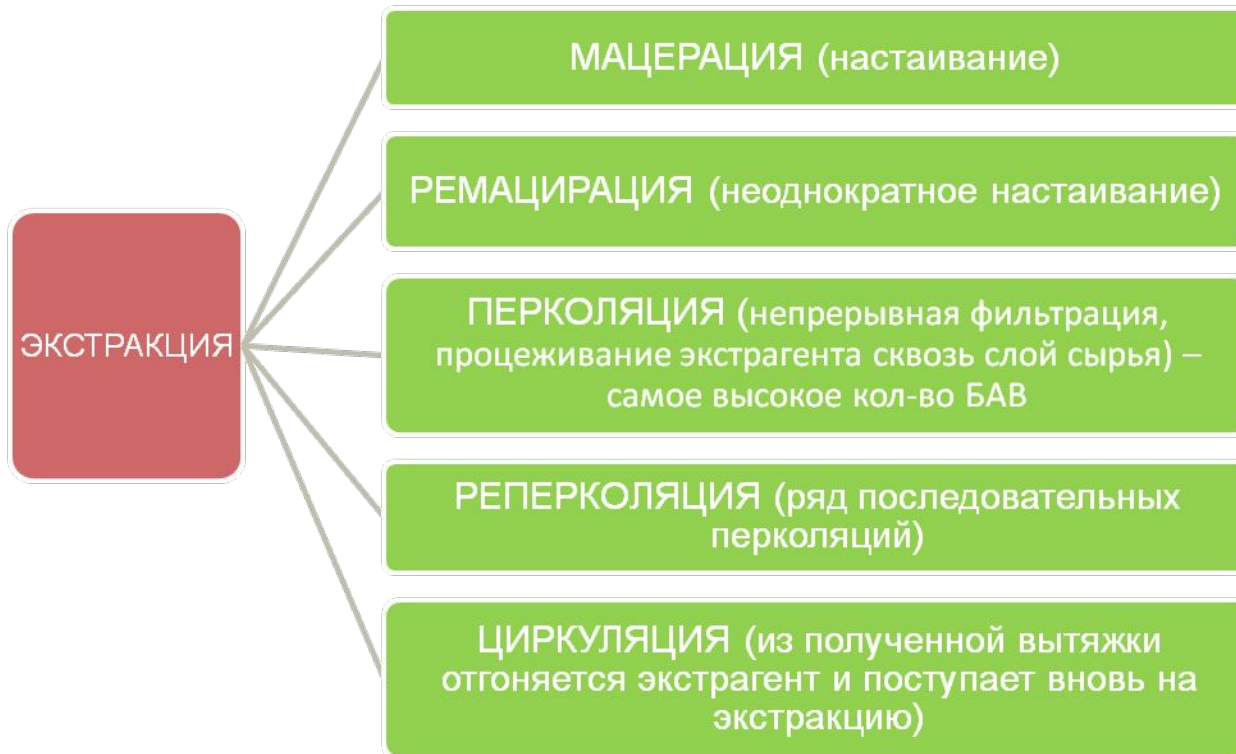 ЭКСТРАКЦИЯ
МАЦЕРАЦИЯ (настаивание)
РЕМАЦИРАЦИЯ (неоднократное настаивание)
ПЕРКОЛЯЦИЯ (непрерывная фильтрация,
процеживание экстрагента сквозь слой сырья) –
самое высокое кол-во БАВ
РЕПЕРКОЛЯЦИЯ (ряд последовательных
перколяций)
ЦИРКУЛЯЦИЯ (из полученной вытяжки
отгоняется экстрагент и поступает вновь на
экстракцию)